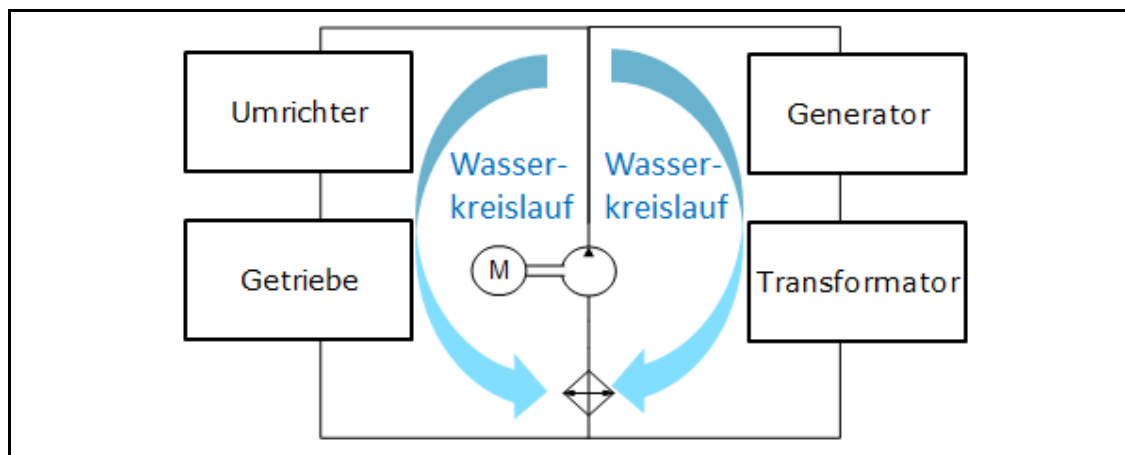 Umrichter
Generator
Wasser-
kreislauf
Wasser-
kreislauf
Getriebe
M
Transformator